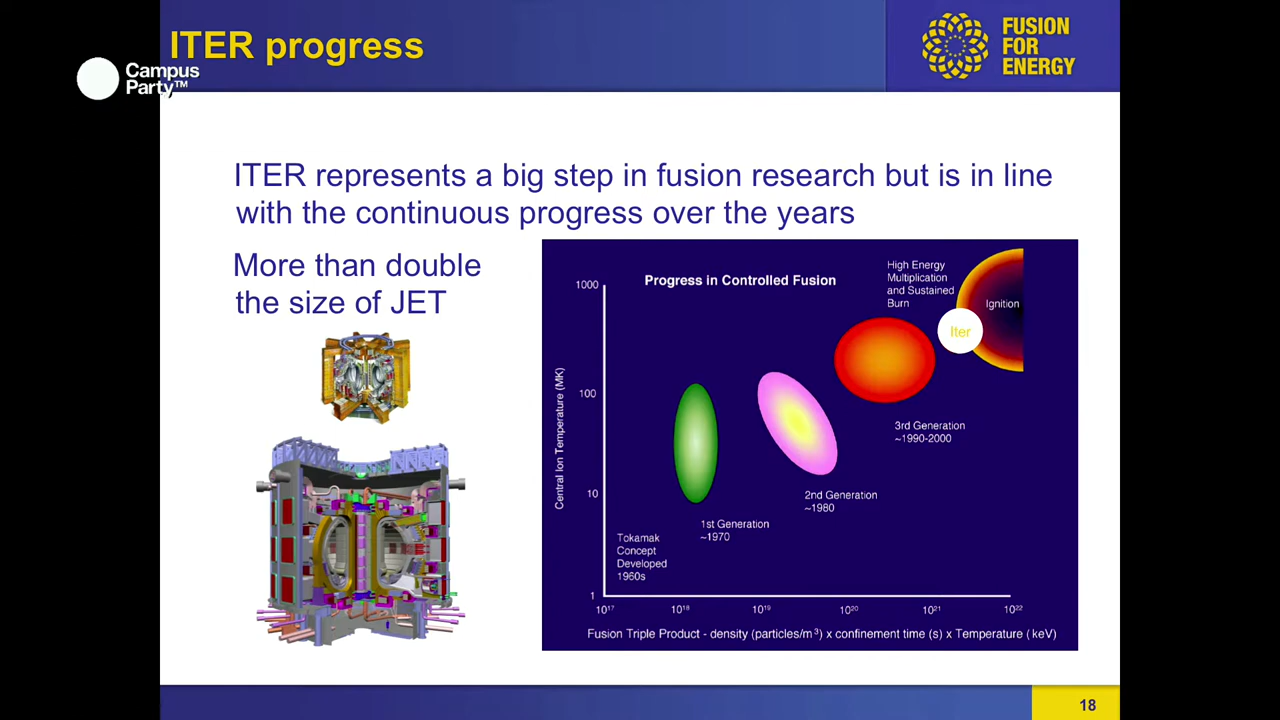 ITER progress
Campus
Party™
FUSION
FOR
ENERGY
ITER represents a big step in fusion research but is in line
with the continuous progress over the years
More than double
the size of JET
Progress in Controlled Fusion
High Energy
Multiplication
and Sustained
Burn
Ignition
Iter
1000
100
10
1
Central Ion Temperature (MK)
3rd Generation
~1990-2000
2nd Generation
~1980
1st Generation
~1970
Tokamak
Concept
Developed
1960s
10¹⁷ 10¹⁸ 10¹⁹ 10²⁰ 10²¹ 10²²
Fusion Triple Product - density (particles/m³) x confinement time (s) x Temperature (keV)
18